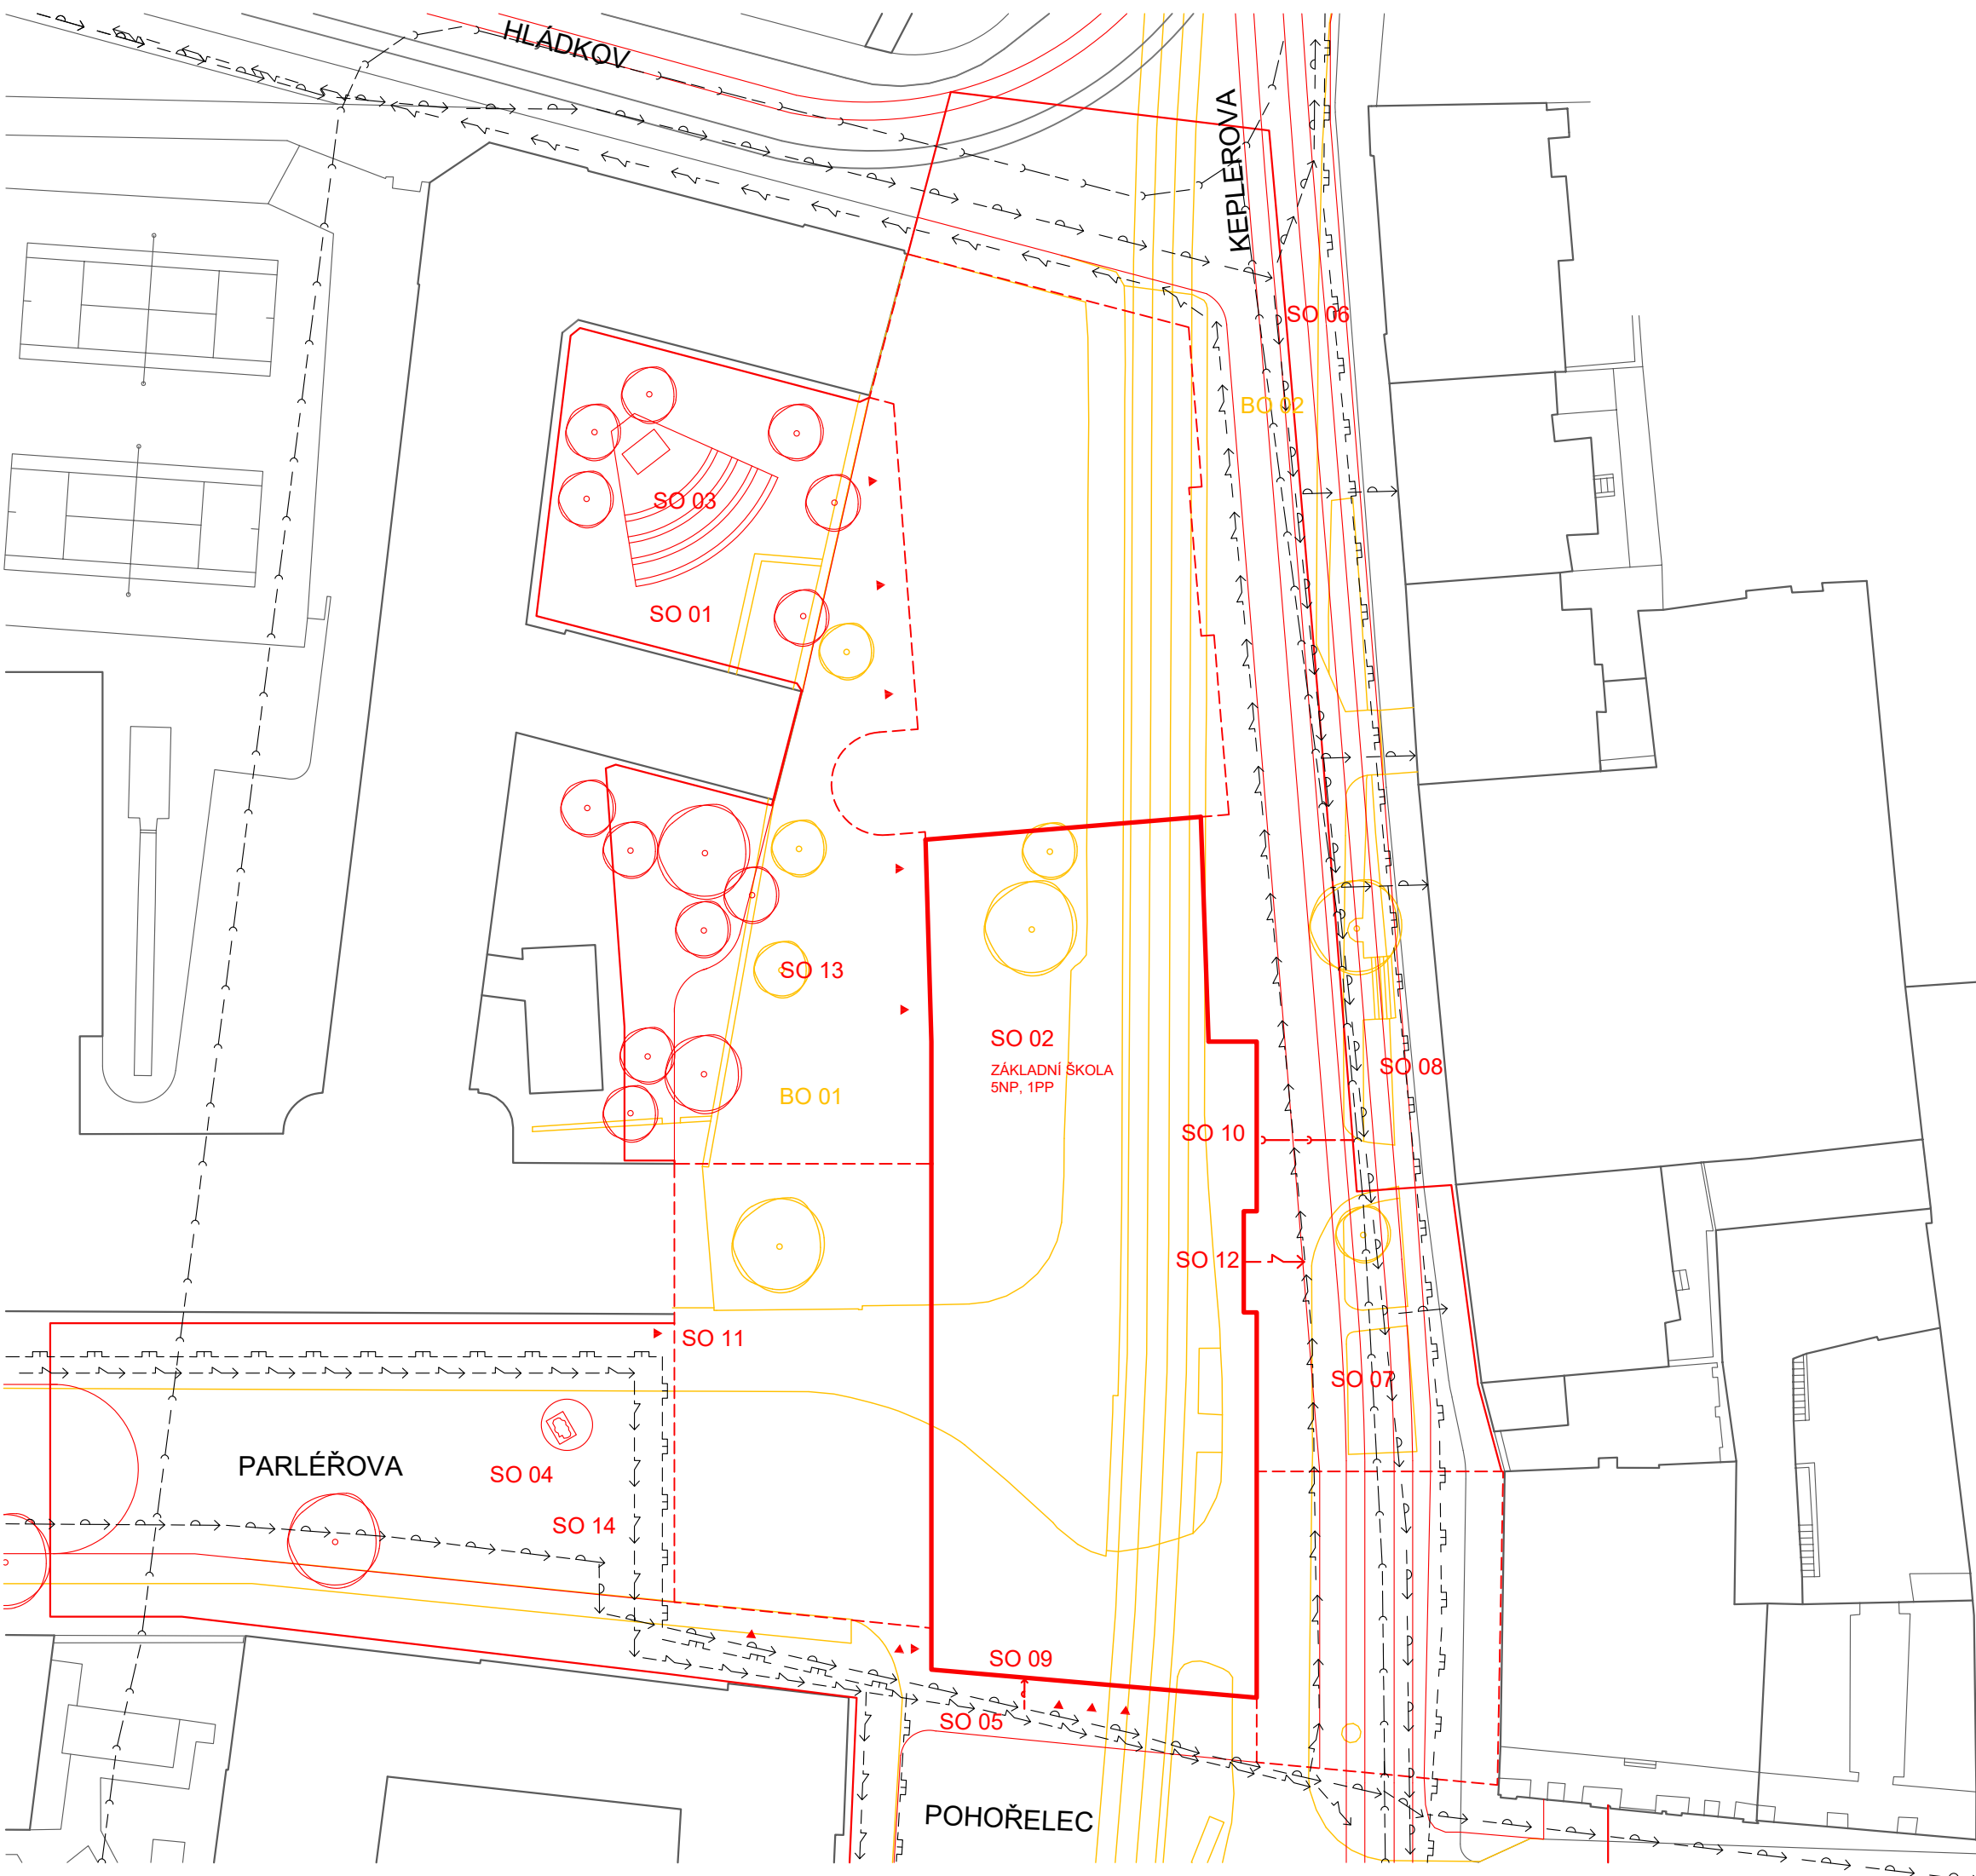 HLÁDKOV
KEPLEROVA
SO 06
BO 02
SO 03
SO 01
SO 13
SO 02
ZÁKLADNÍ ŠKOLA
5NP, 1PP
SO 08
BO 01
SO 10
SO 12
SO 11
SO 07
PARLÉŘOVA
SO 04
SO 14
SO 09
SO 05
POHOŘELEC